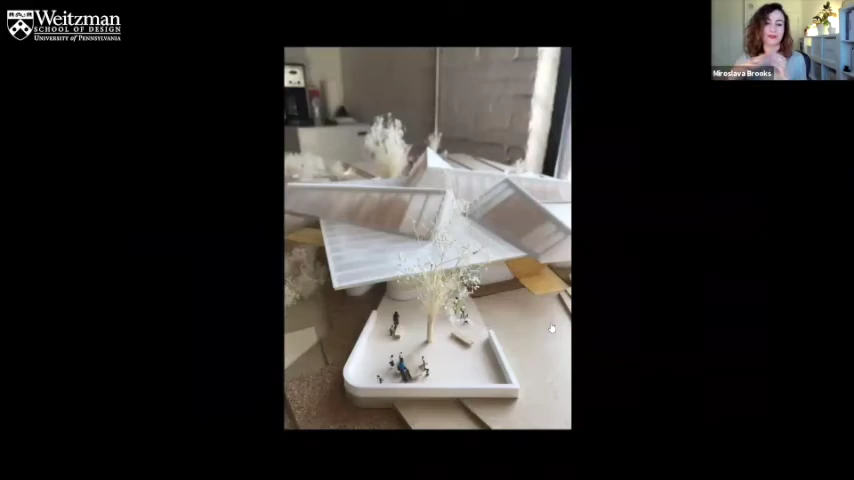 Weitzman
SCHOOL OF DESIGN
UNIVERSITY of PENNSYLVANIA
Miroslava Brooks